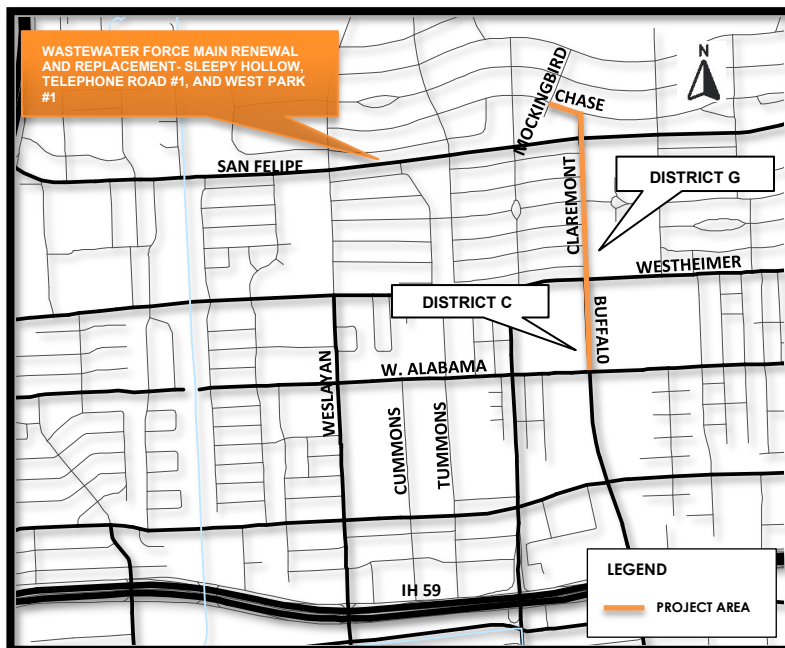 WASTEWATER FORCE MAIN RENEWAL
AND REPLACEMENT- SLEEPY HOLLOW,
TELEPHONE ROAD #1, AND WEST PARK
#1
N
MOCKINGBIRD
CHASE
SAN FELIPE
CLAREMONT
DISTRICT G
WESTHEIMER
DISTRICT C
BUFFALO
WESLAYAN
W. ALABAMA
CUMMONS
TUMMONS
IH 59
LEGEND
PROJECT AREA